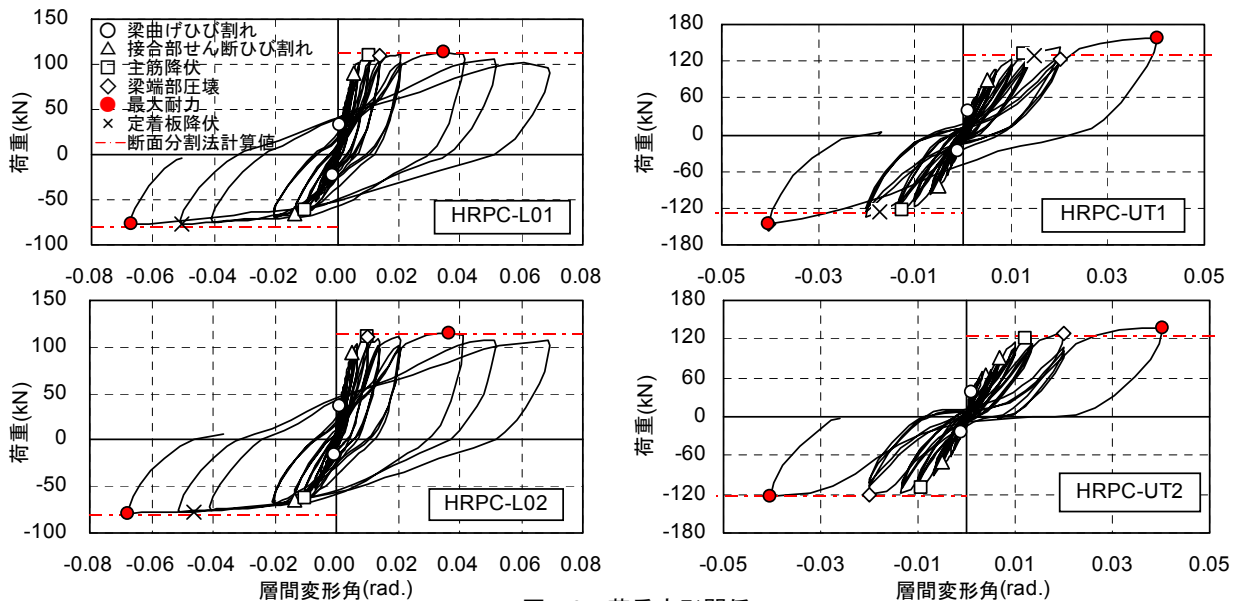 150
100
50
0
-50
-100
荷重(kN)
○ 梁曲げひび割れ
△ 接合部せん断ひび割れ
□ 主筋降伏
◇ 梁端部圧壊
● 最大耐力
× 定着板降伏
断面分割法計算値
HRPC-L01
-0.08 -0.06 -0.04 -0.02 0.00 0.02 0.04 0.06 0.08
180
120
60
0
-60
-120
-180
荷重(kN)
HRPC-UT1
-0.05 -0.03 -0.01 0.01 0.03 0.05
150
100
50
0
-50
-100
荷重(kN)
HRPC-L02
-0.08 -0.06 -0.04 -0.02 0.00 0.02 0.04 0.06 0.08
層間変形角(rad.)
180
120
60
0
-60
-120
-180
荷重(kN)
HRPC-UT2
-0.05 -0.03 -0.01 0.01 0.03 0.05
層間変形角(rad.)